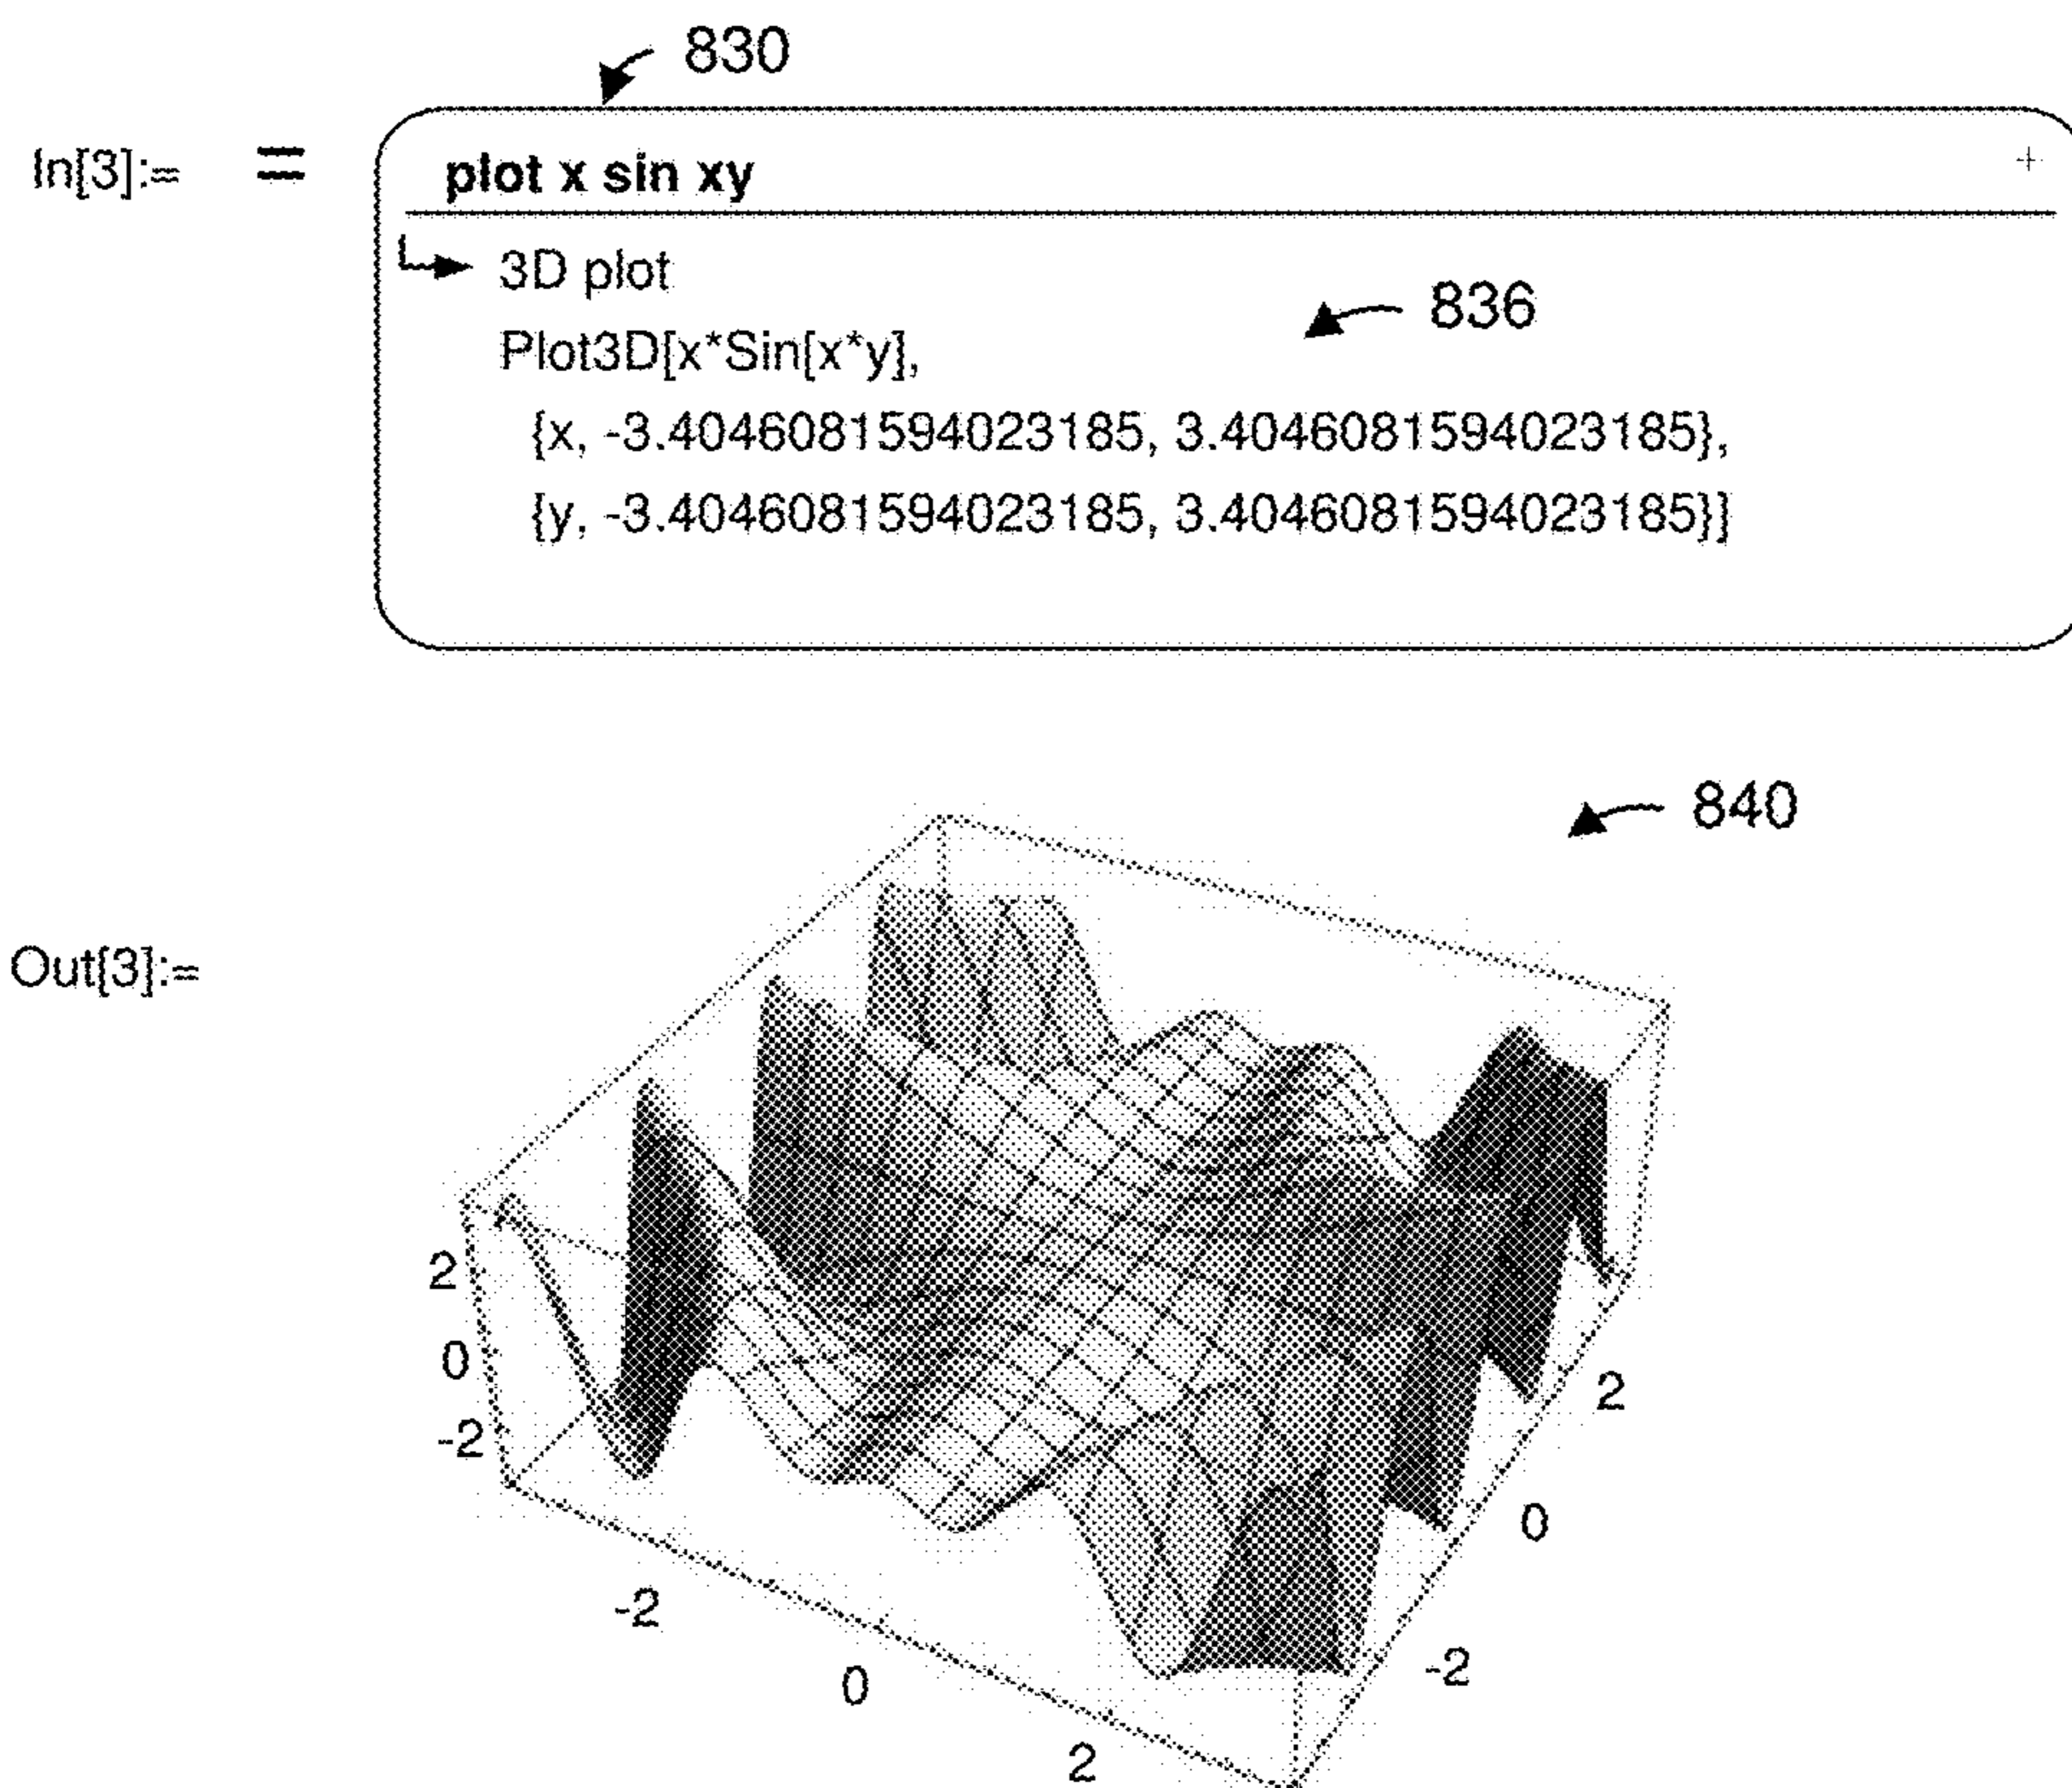 830
In[3]:= =
plot x sin xy +
3D plot
836
Plot3D[x*Sin[x*y],
{x, -3.4046081594023185, 3.4046081594023185},
{y, -3.4046081594023185, 3.4046081594023185}]
840
Out[3]:=
2
0
-2
2
0
-2
-2
0
2